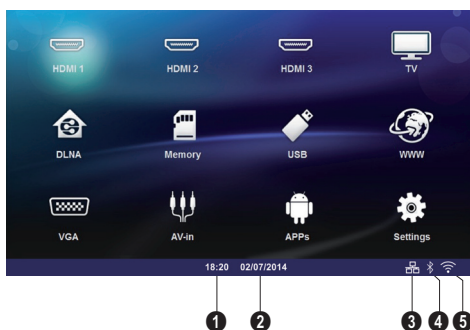 HDMI 1 HDMI 2 HDMI 3 TV
DLNA Memory USB WWW
VGA AV-in APPs Settings
18:20 02/07/2014
1 2 3 4 5